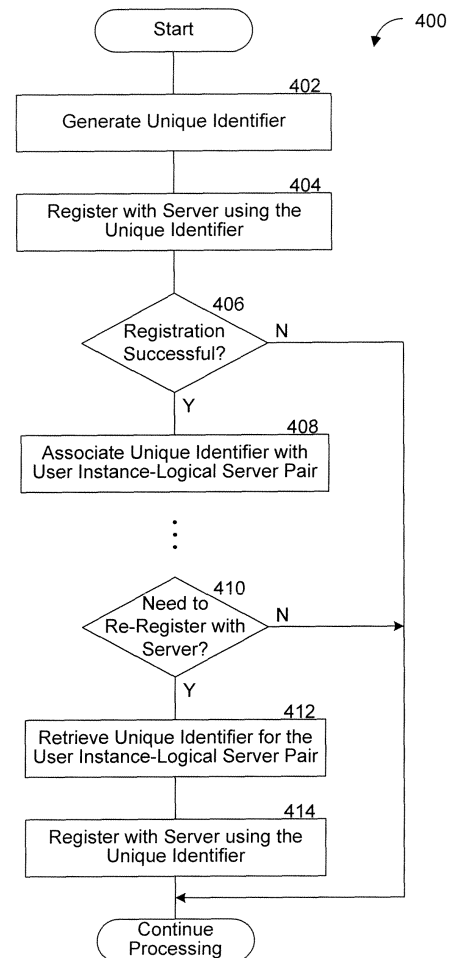 Start
400
402
Generate Unique Identifier
404
Register with Server using the
Unique Identifier
406
Registration
Successful?
N
Y
408
Associate Unique Identifier with
User Instance-Logical Server Pair
410
Need to
Re-Register with
Server?
N
Y
412
Retrieve Unique Identifier for the
User Instance-Logical Server Pair
414
Register with Server using the
Unique Identifier
Continue
Processing